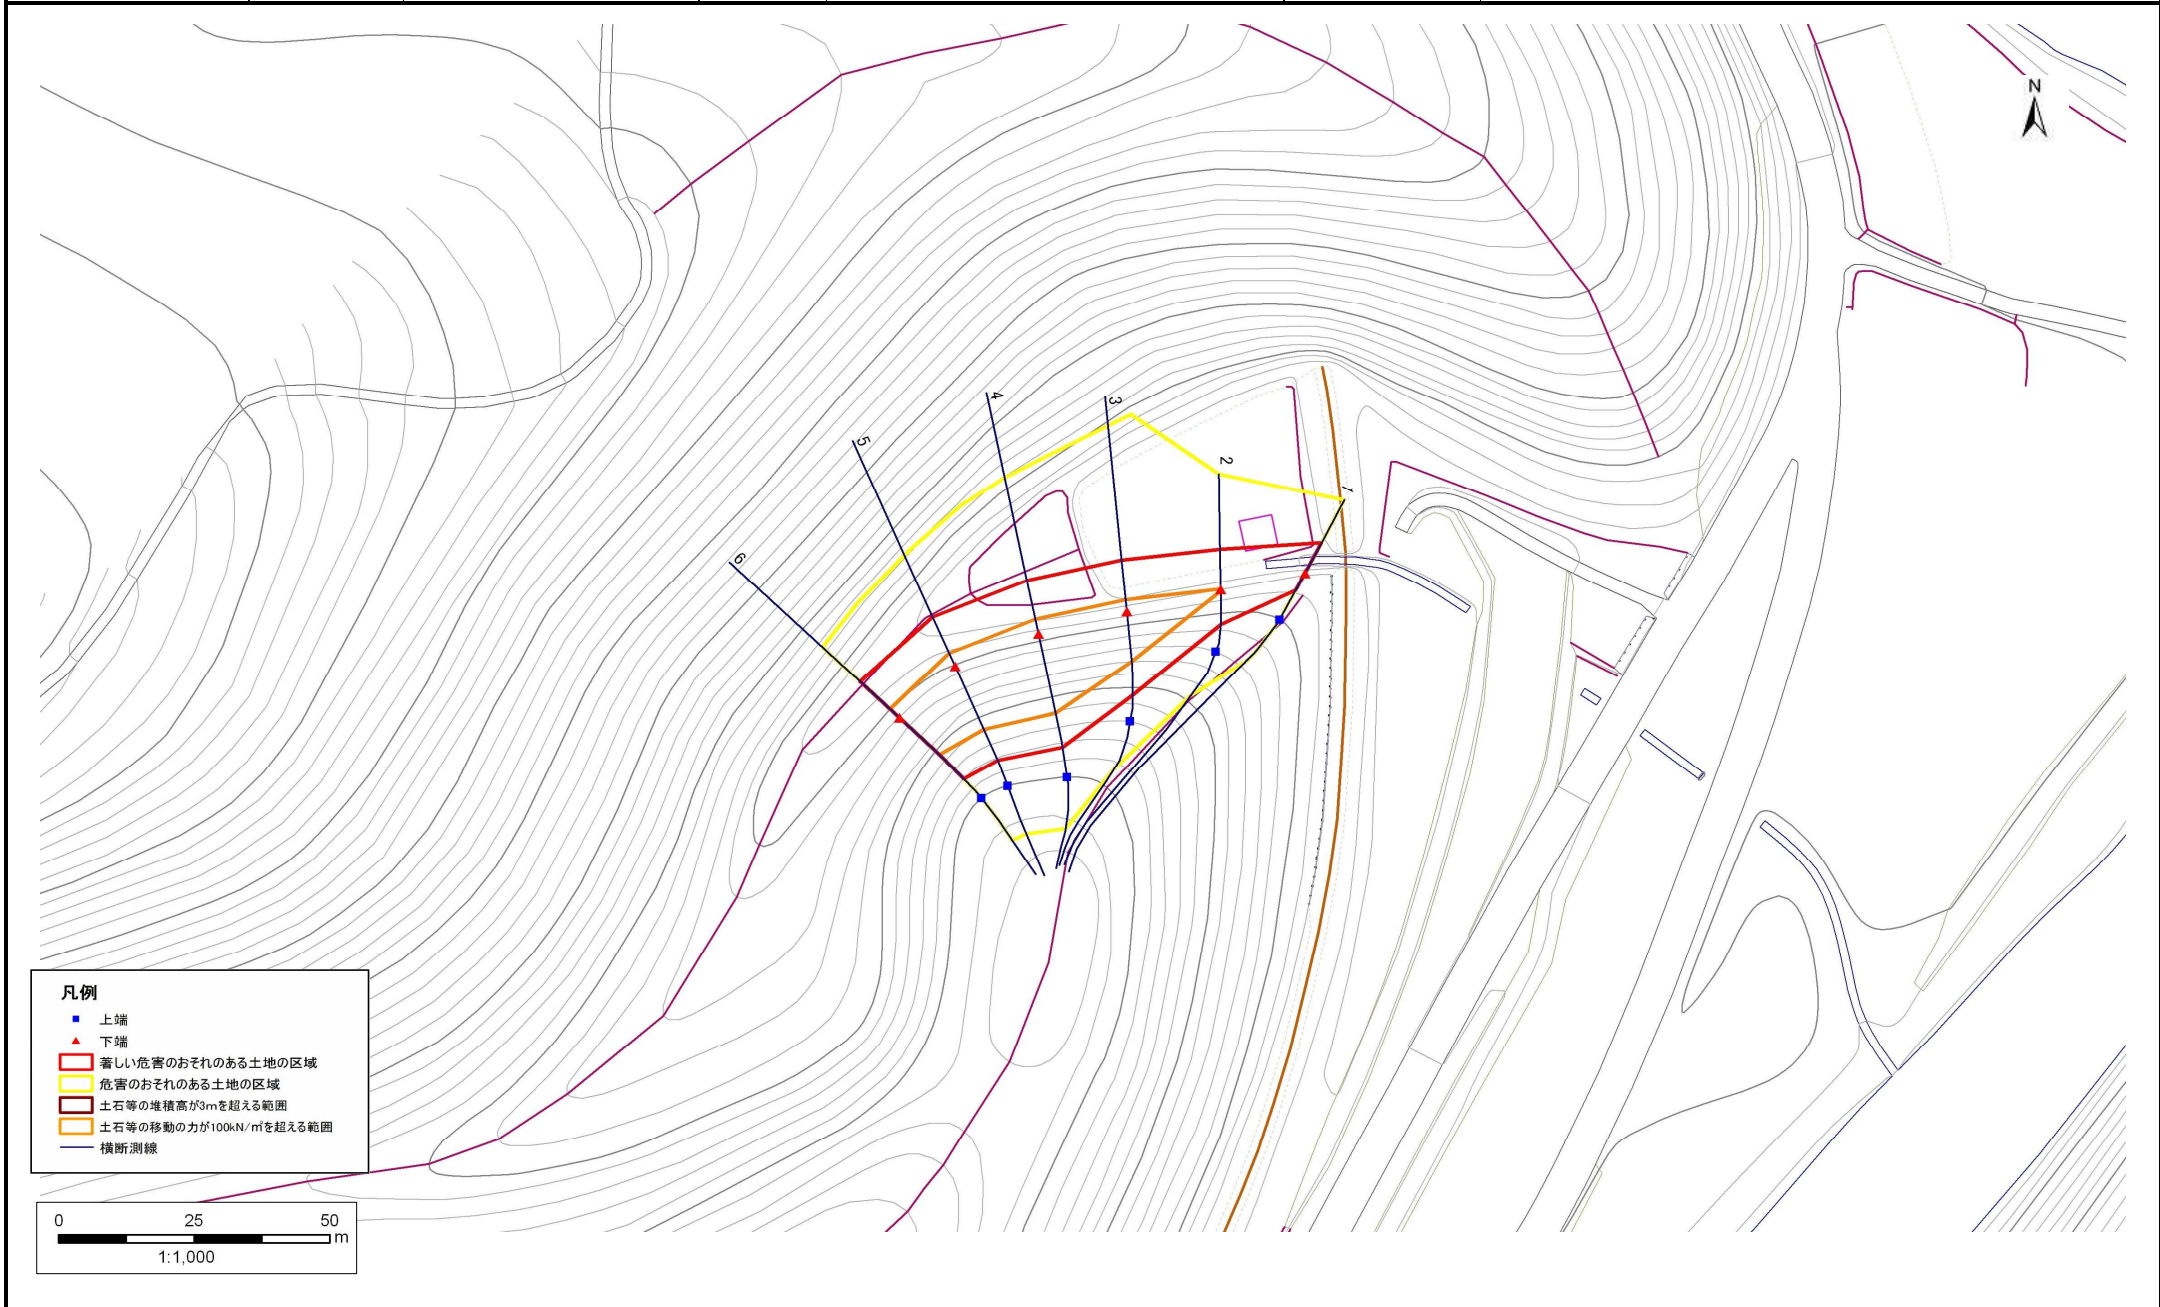 N
4
3
5
2
1
6
凡例
上端
下端
著しい危害のおそれのある土地の区域
危害のおそれのある土地の区域
土石等の堆積高が3mを超える範囲
土石等の移動の力が100kN/㎡を超える範囲
横断測線
0 25 50 m
1:1,000